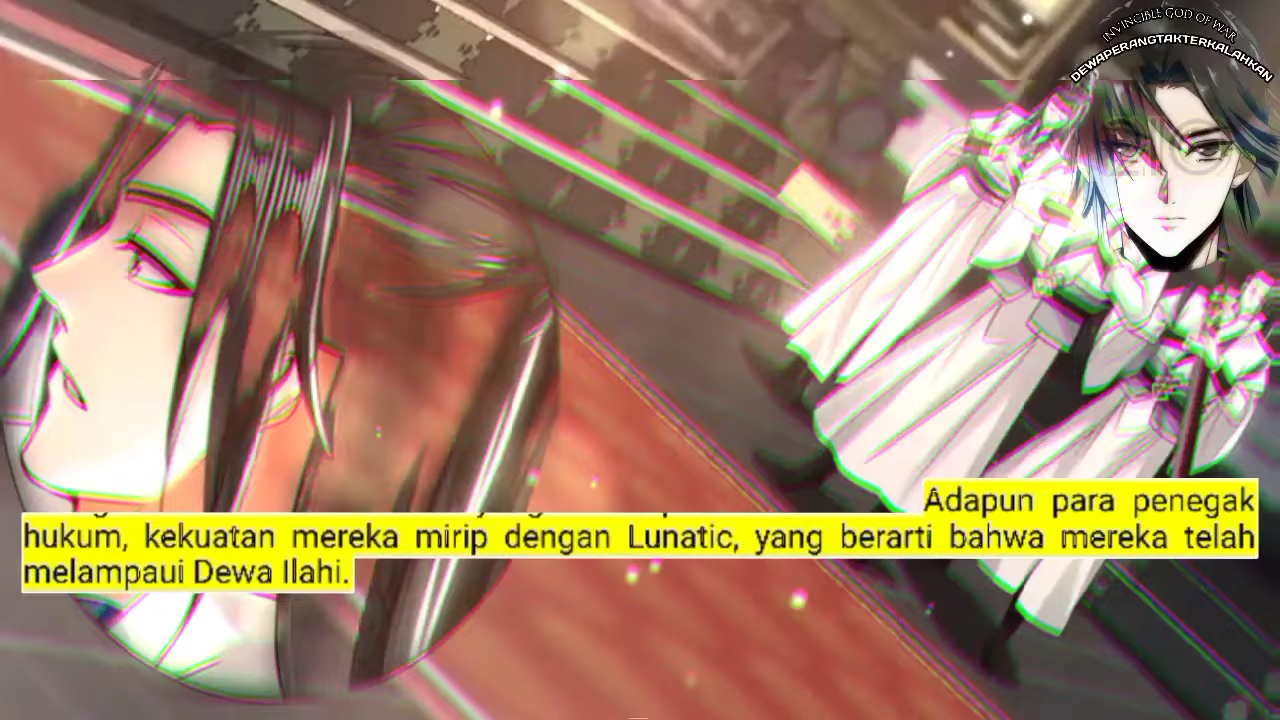 INVINCIBLE GOD OF WAR
DEWAPERANGTAKTERKALAHKAN
Adapun para penegak
hukum, kekuatan mereka mirip dengan Lunatic, yang berarti bahwa mereka telah
melampaui Dewa Ilahi.